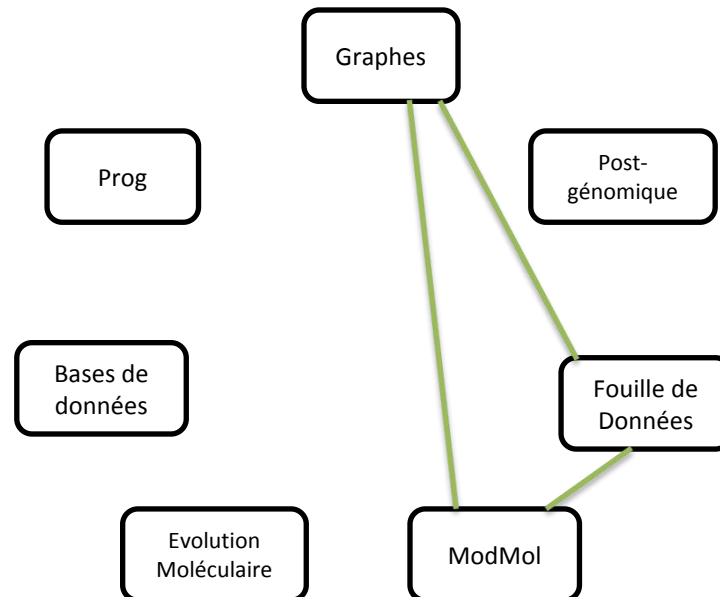 Graphes
Prog
Post-
génomique
Bases de
données
Fouille de
Données
Evolution
Moléculaire
ModMol